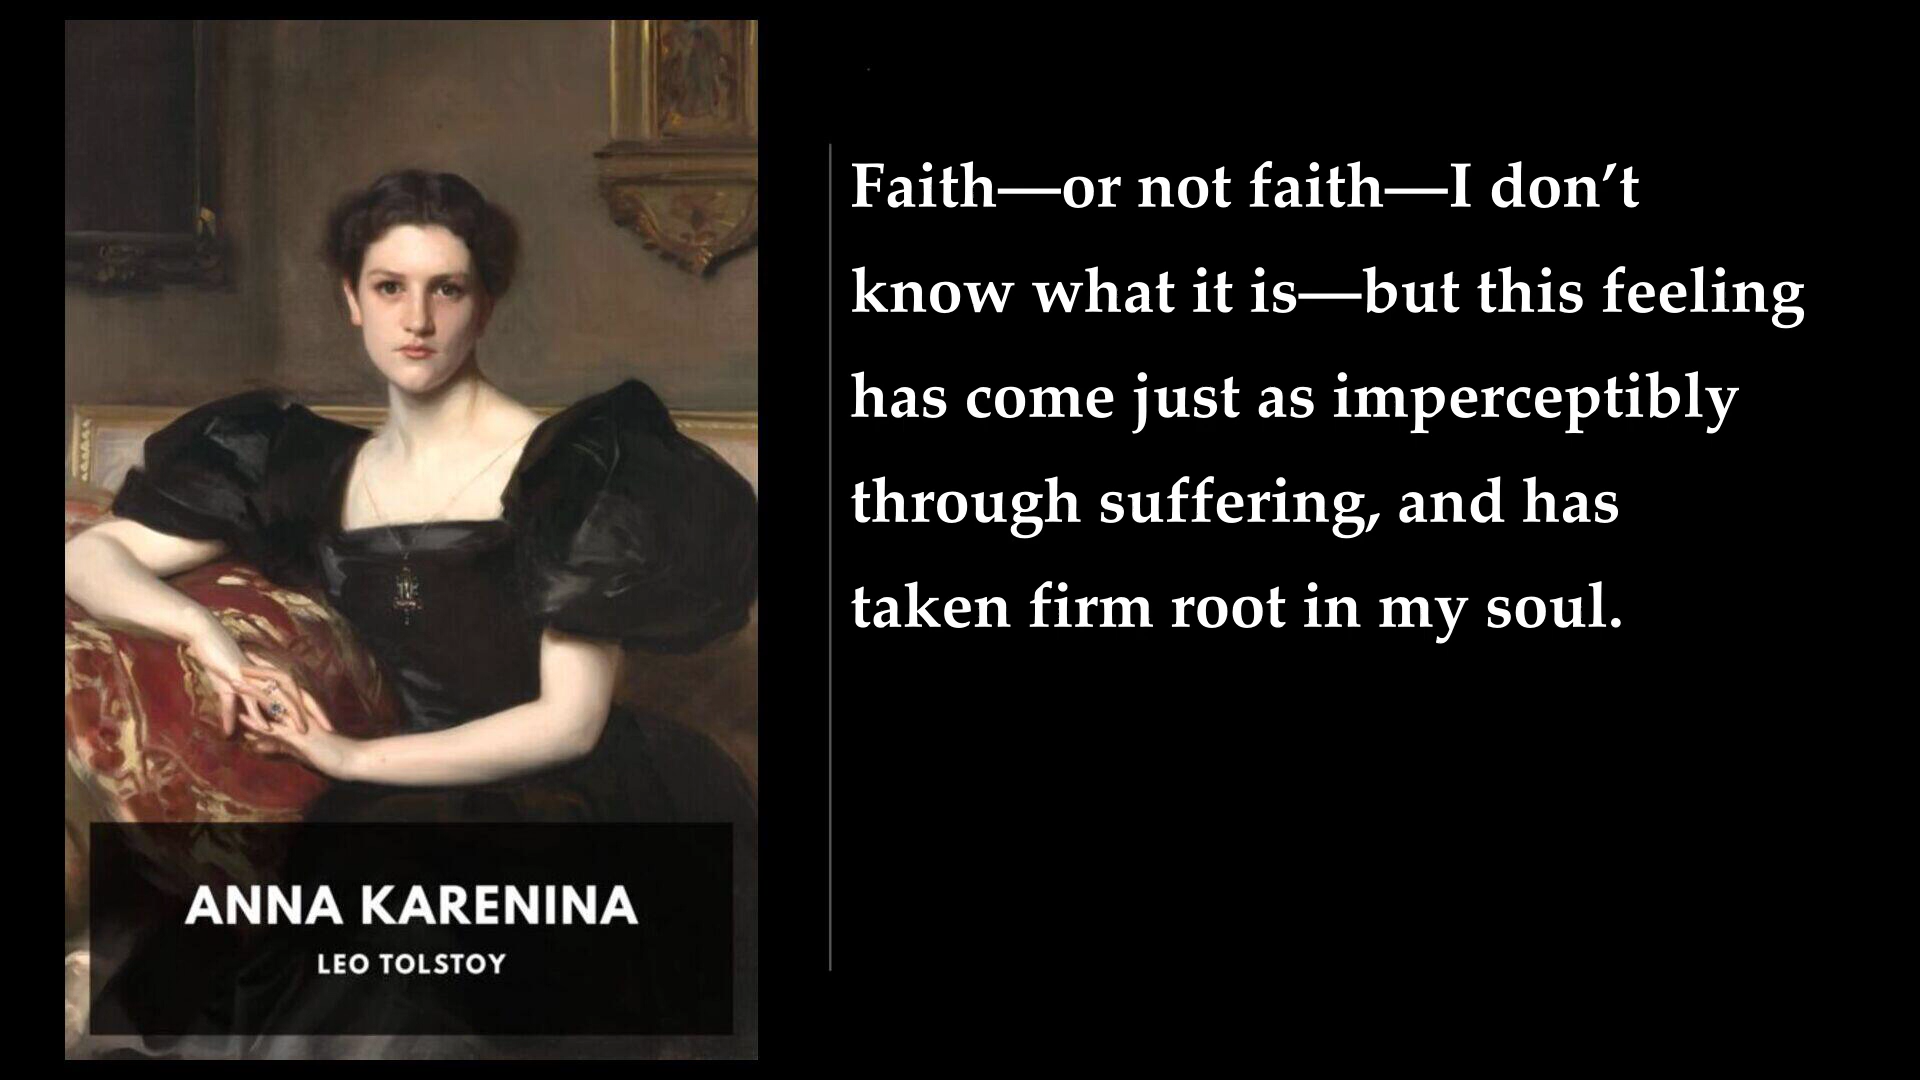 Faith—or not faith—I don’t
know what it is—but this feeling
has come just as imperceptibly
through suffering, and has
taken firm root in my soul.
ANNA KARENINA
LEO TOLSTOY